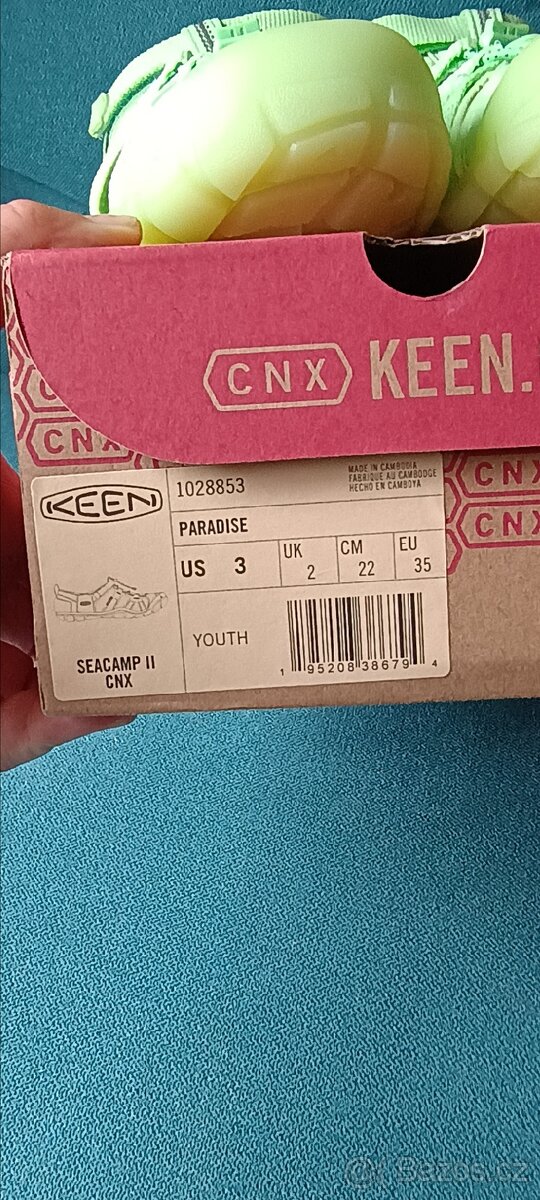 CNX KEEN.
CNX
CNX
CNX
KEEN
1028853
MADE IN CAMBODIA
FABRIQUE AU CAMBODGE
HECHO EN CAMBOYA
PARADISE
US 3
UK 2
CM 22
EU 35
SEACAMP II
CNX
YOUTH
1 95208 38679 4
Bazos.cz